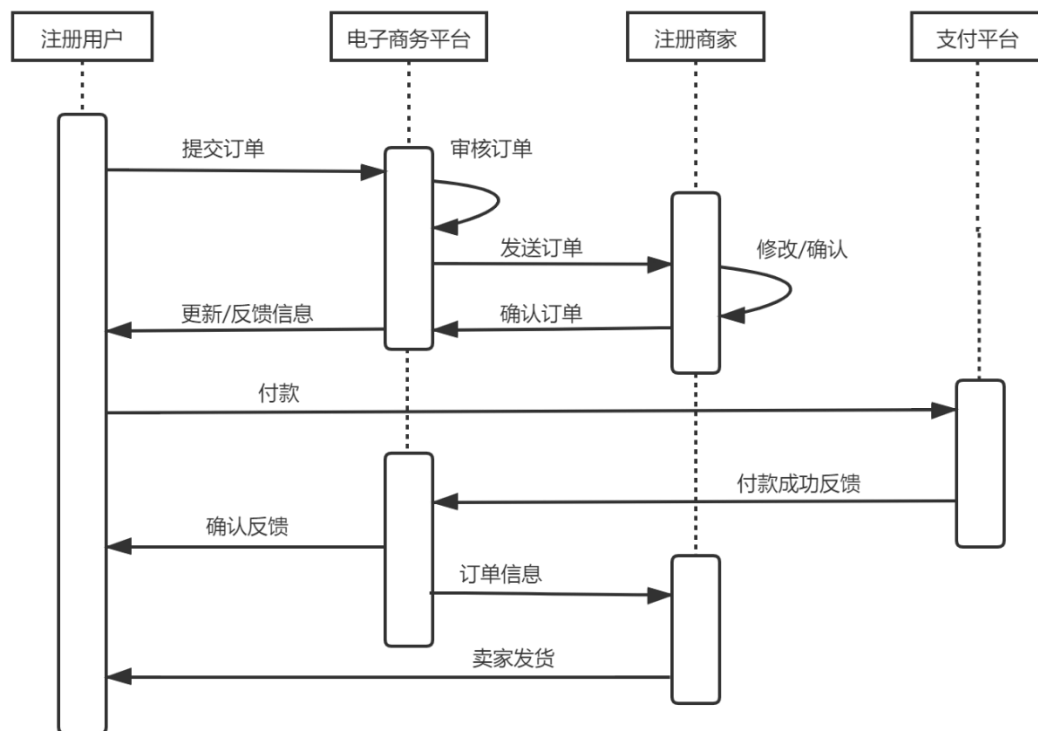 注册用户
电子商务平台
注册商家
支付平台
提交订单
审核订单
发送订单
修改/确认
更新/反馈信息
确认订单
付款
付款成功反馈
确认反馈
订单信息
卖家发货